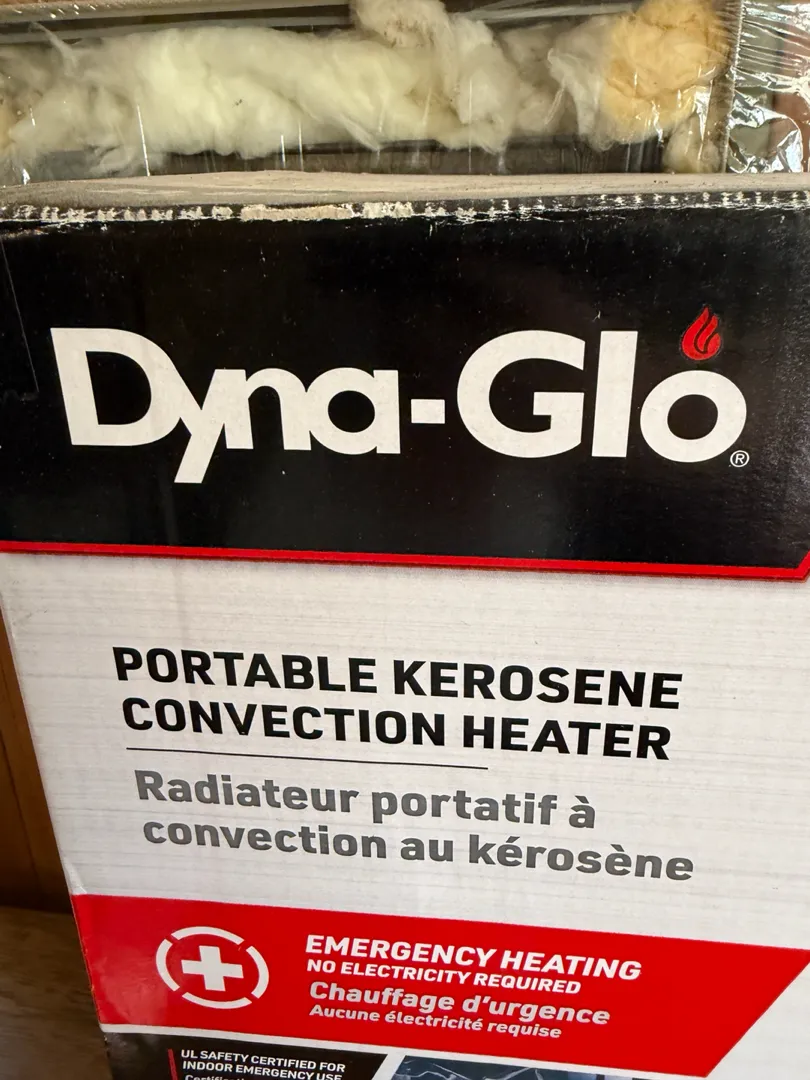 Dyna-Glo®
PORTABLE KEROSENE
CONVECTION HEATER
Radiateur portatif à
convection au kérosène
EMERGENCY HEATING
NO ELECTRICITY REQUIRED
Chauffage d'urgence
Aucune électricité requise
UL SAFETY CERTIFIED FOR
INDOOR EMERGENCY USE